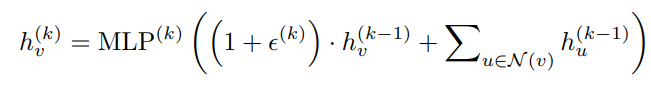 h_v^{(k)} = MLP^{(k)} ( ( 1 + ϵ^{(k)} ) · h_v^{(k−1)} + ∑_{u∈𝒩(v)} h_u^{(k−1)} )